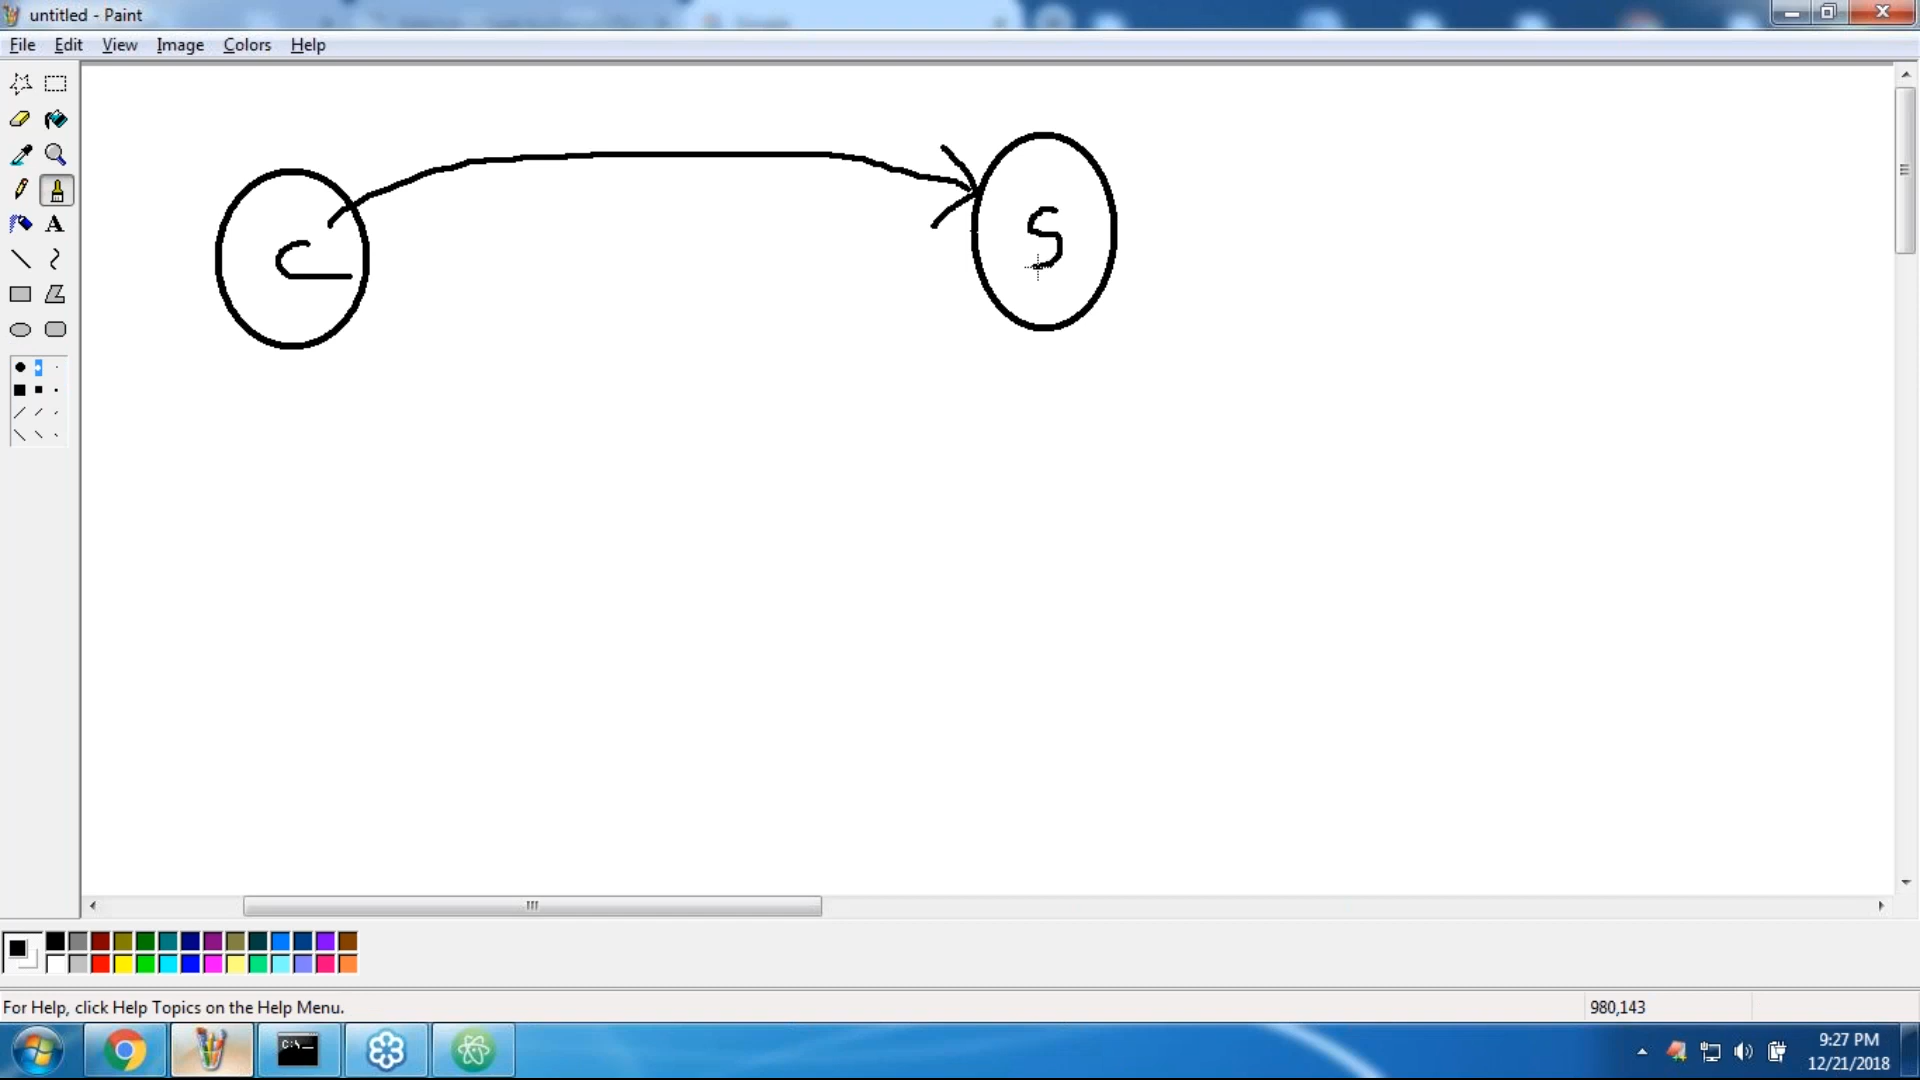 untitled - Paint
File Edit View Image Colors Help
C
S
A
For Help, click Help Topics on the Help Menu.
980,143
C:\_
9:27 PM
12/21/2018